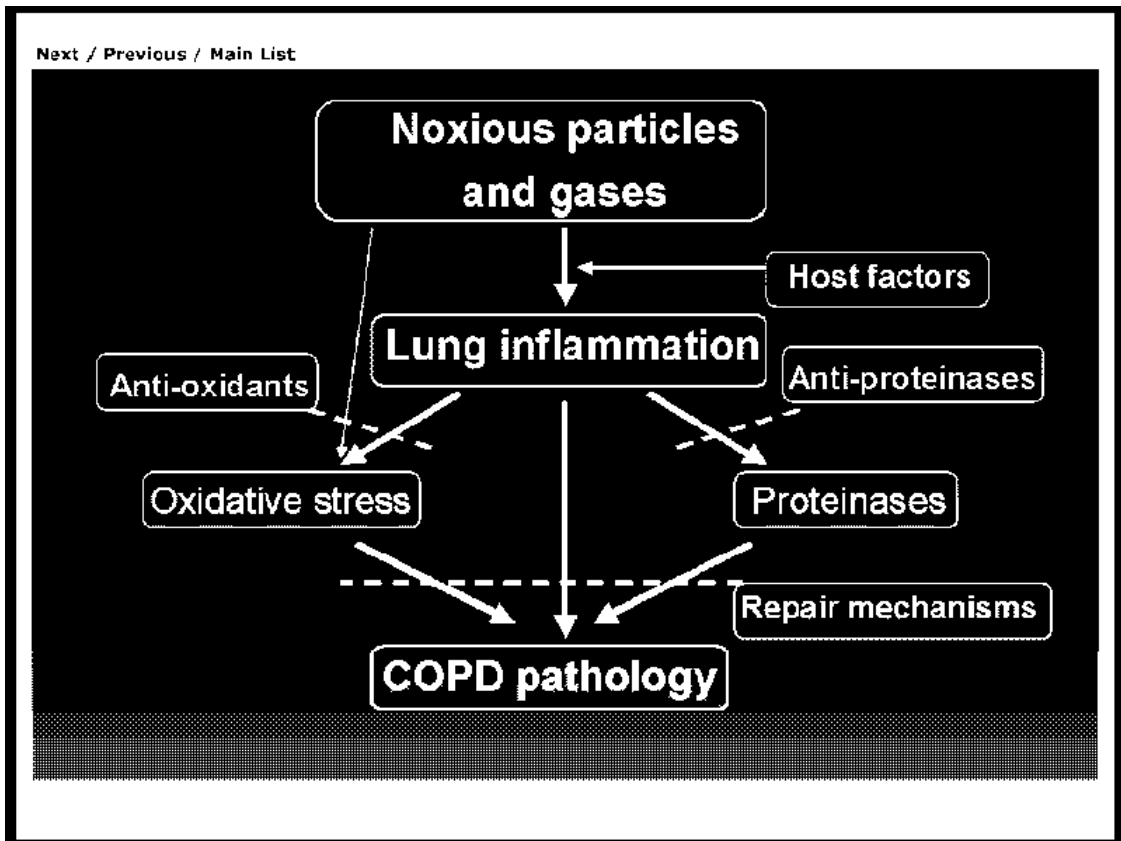 Next / Previous / Main List
Noxious particles
and gases
Host factors
Lung inflammation
Anti-oxidants
Anti-proteinases
Oxidative stress
Proteinases
Repair mechanisms
COPD pathology